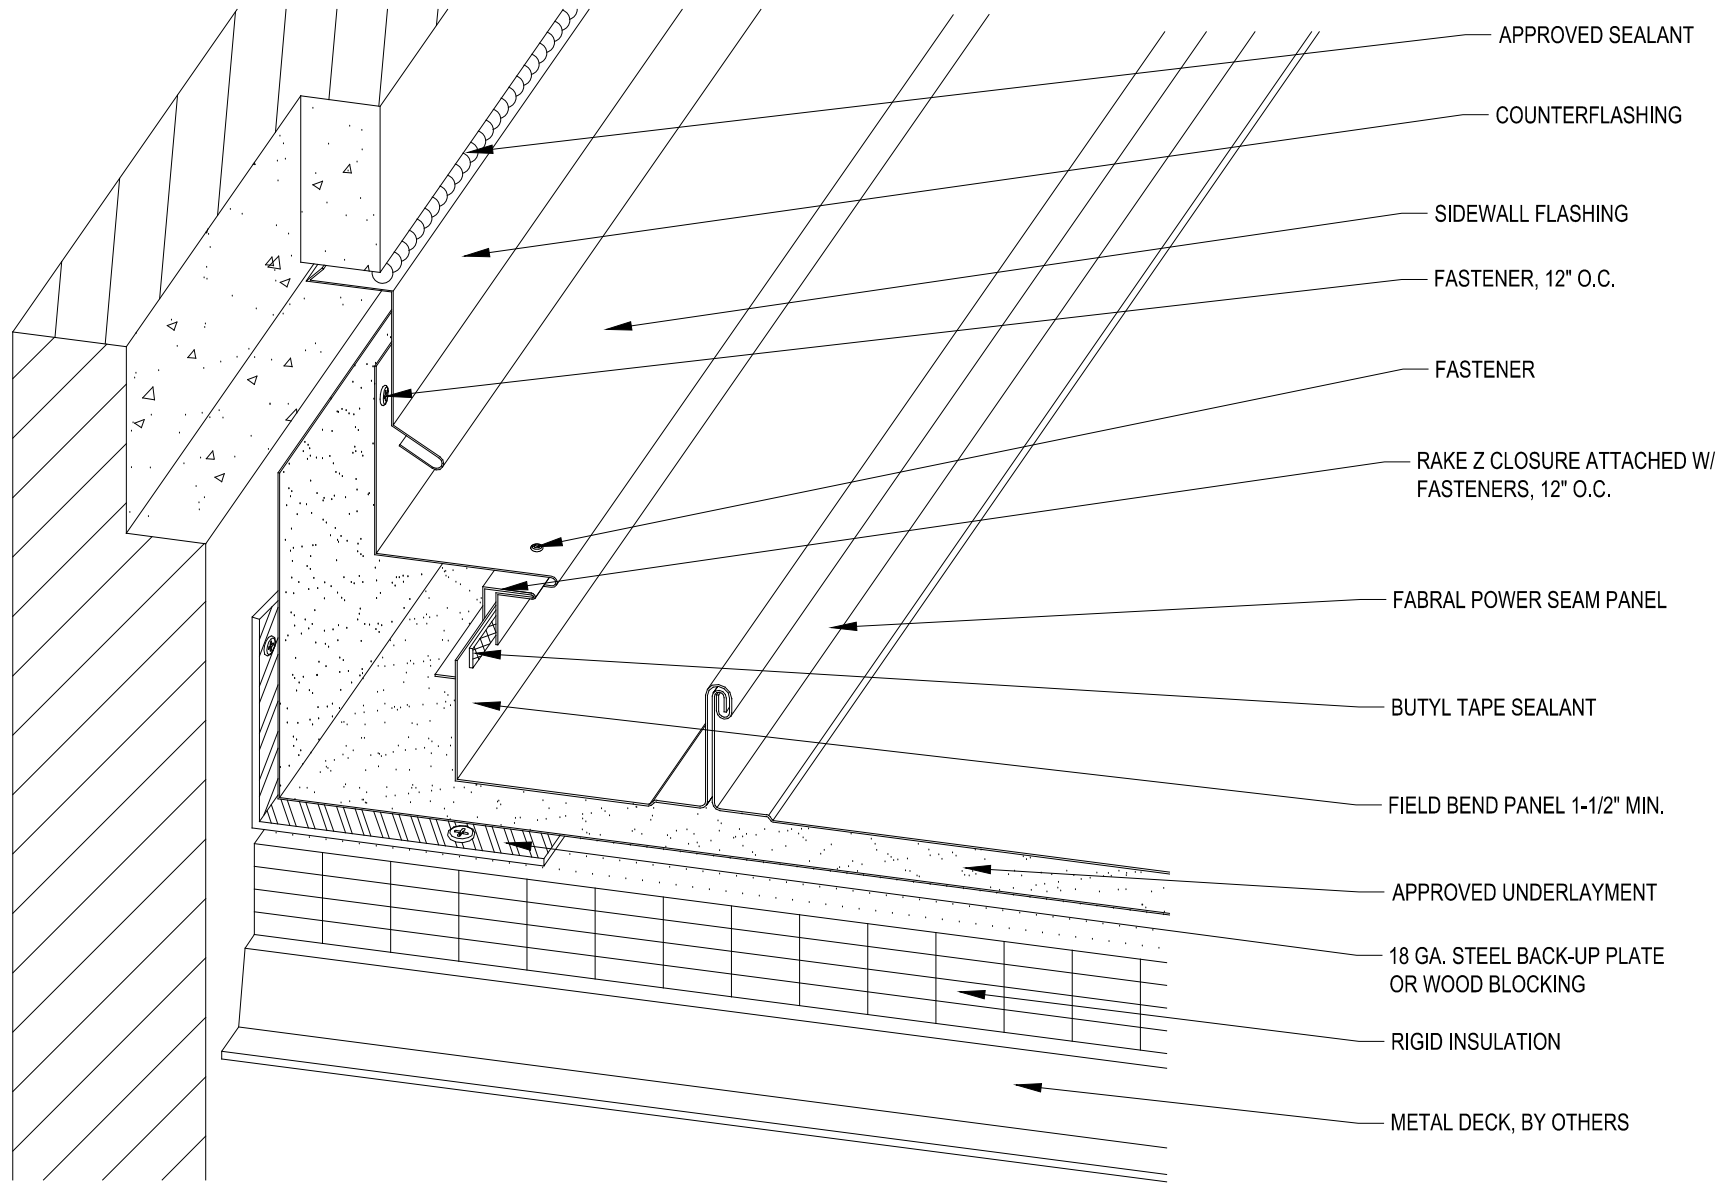 APPROVED SEALANT
COUNTERFLASHING
SIDEWALL FLASHING
FASTENER, 12" O.C.
FASTENER
RAKE Z CLOSURE ATTACHED W/
FASTENERS, 12" O.C.
FABRAL POWER SEAM PANEL
BUTYL TAPE SEALANT
FIELD BEND PANEL 1-1/2" MIN.
APPROVED UNDERLAYMENT
18 GA. STEEL BACK-UP PLATE
OR WOOD BLOCKING
RIGID INSULATION
METAL DECK, BY OTHERS